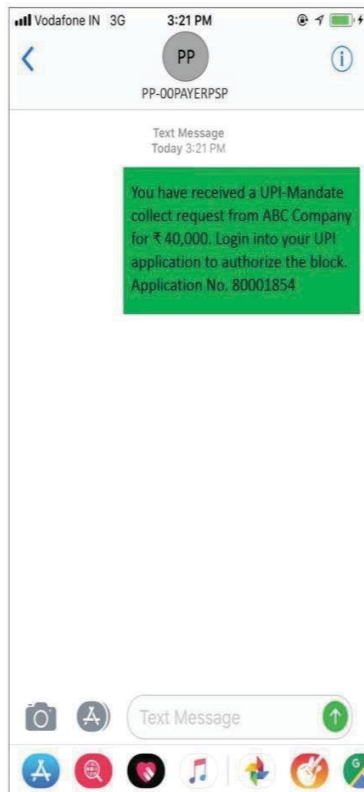 Vodafone IN 3G 3:21 PM
PP
PP-00PAYERPSP
Text Message
Today 3:21 PM
You have received a UPI-Mandate
collect request from ABC Company
for ₹ 40,000. Login into your UPI
application to authorize the block.
Application No. 80001854
Text Message